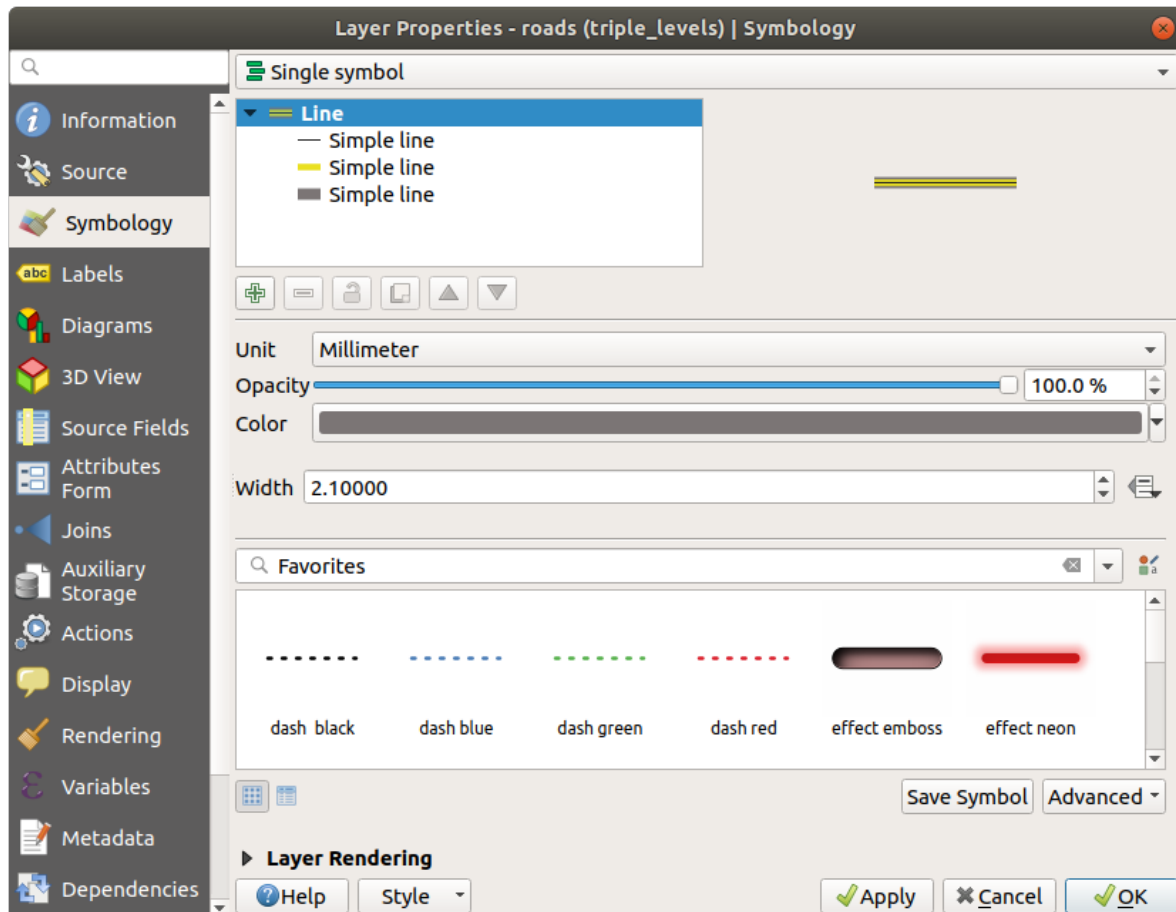 Layer Properties - roads (triple_levels) | Symbology
Single symbol
Information
Source
Symbology
abc Labels
Diagrams
3D View
Source Fields
Attributes
Form
Joins
Auxiliary
Storage
Actions
Display
Rendering
Variables
Metadata
Dependencies
Line
Simple line
Simple line
Simple line
Unit Millimeter
Opacity 100.0 %
Color
Width 2.10000
Favorites
dash black dash blue dash green dash red effect emboss effect neon
Save Symbol Advanced
Layer Rendering
Help Style Apply Cancel OK